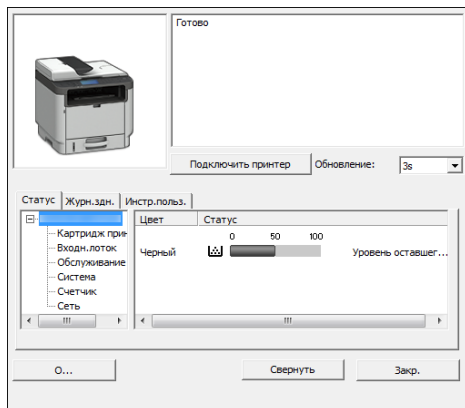 Готово
Подключить принтер Обновление: 3s
Статус Журн.здн. Инстр.польз.
Картридж прин
Входн.лоток
Обслуживание
Система
Счетчик
Сеть
Цвет Статус
0 50 100
Черный Уровень оставшег...
О... Свернуть Закр.